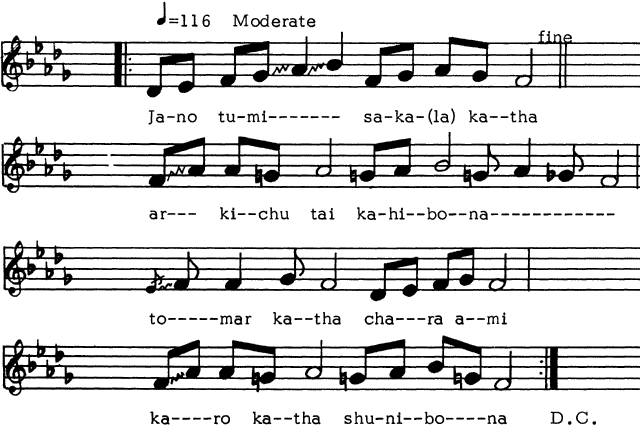 ♩=116 Moderate
fine
Ja-no tu-mi------- sa-ka-(la) ka--tha
ar--- ki--chu tai ka-hi--bo--na------------
to-----mar ka--tha cha---ra a--mi
ka----ro ka--tha shu-ni--bo----na D.C.